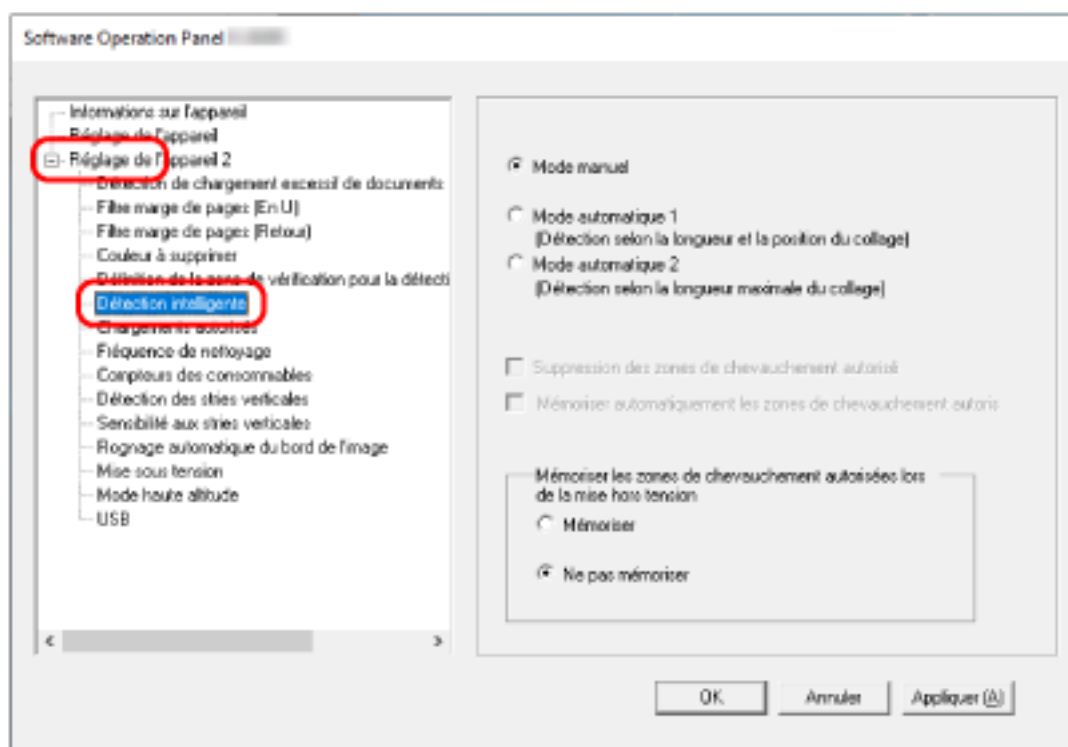 Software Operation Panel
Informations sur l'appareil
Réglage de l'appareil
Réglage de l'appareil 2
Détection de chargement excessif de documents
Filtre marge de pages (En U)
Filtre marge de pages (Retour)
Couleur à supprimer
Définition de la zone de vérification pour la détecti
Détection intelligente
Chargements autorisés
Fréquence de nettoyage
Compteurs des consommables
Détection des stries verticales
Sensibilité aux stries verticales
Rognage automatique du bord de l'image
Mise sous tension
Mode haute altitude
USB
Mode manuel
Mode automatique 1
(Détection selon la longueur et la position du collage)
Mode automatique 2
(Détection selon la longueur maximale du collage)
Suppression des zones de chevauchement autorisé
Mémoriser automatiquement les zones de chevauchement autoris
Mémoriser les zones de chevauchement autorisées lors
de la mise hors tension
Mémoriser
Ne pas mémoriser
OK
Annuler
Appliquer (A)